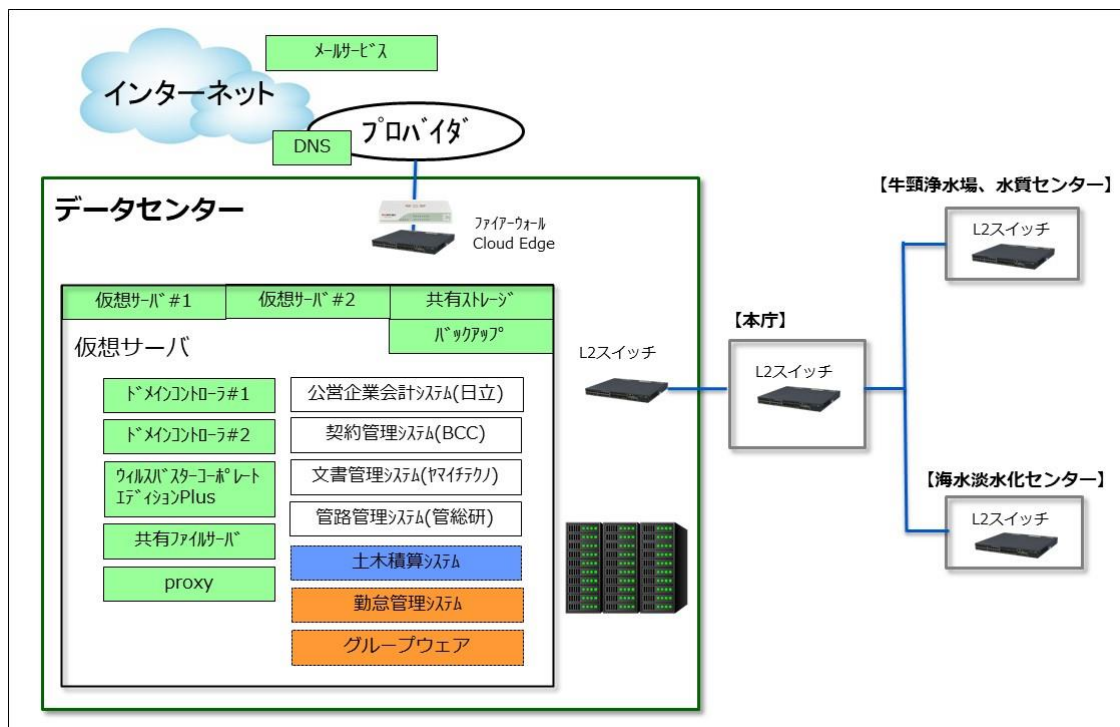 ﾒｰﾙｻｰﾋﾞｽ
インターネット
ﾌﾟﾛﾊﾞｲﾀﾞ
DNS
データセンター
ﾌｧｲｱｰｳｫｰﾙ
Cloud Edge
仮想ｻｰﾊﾞ#1
仮想ｻｰﾊﾞ#2
共有ｽﾄﾚｰｼﾞ
ﾊﾞｯｸｱｯﾌﾟ
仮想サーバ
ﾄﾞﾒｲﾝｺﾝﾄﾛｰﾗ#1
ﾄﾞﾒｲﾝｺﾝﾄﾛｰﾗ#2
ｳｨﾙｽﾊﾞｽﾀｰｺｰﾎﾟﾚｰﾄ
ｴﾃﾞｨｼｮﾝPlus
共有ﾌｧｲﾙｻｰﾊﾞ
proxy
公営企業会計ｼｽﾃﾑ(日立)
契約管理ｼｽﾃﾑ(BCC)
文書管理ｼｽﾃﾑ(ﾔﾏｲﾁﾃｸﾉ)
管路管理ｼｽﾃﾑ(管総研)
土木積算ｼｽﾃﾑ
勤怠管理ｼｽﾃﾑ
グループウェア
L2スイッチ
【本庁】
L2スイッチ
【牛頸浄水場、水質センター】
L2スイッチ
【海水淡水化センター】
L2スイッチ